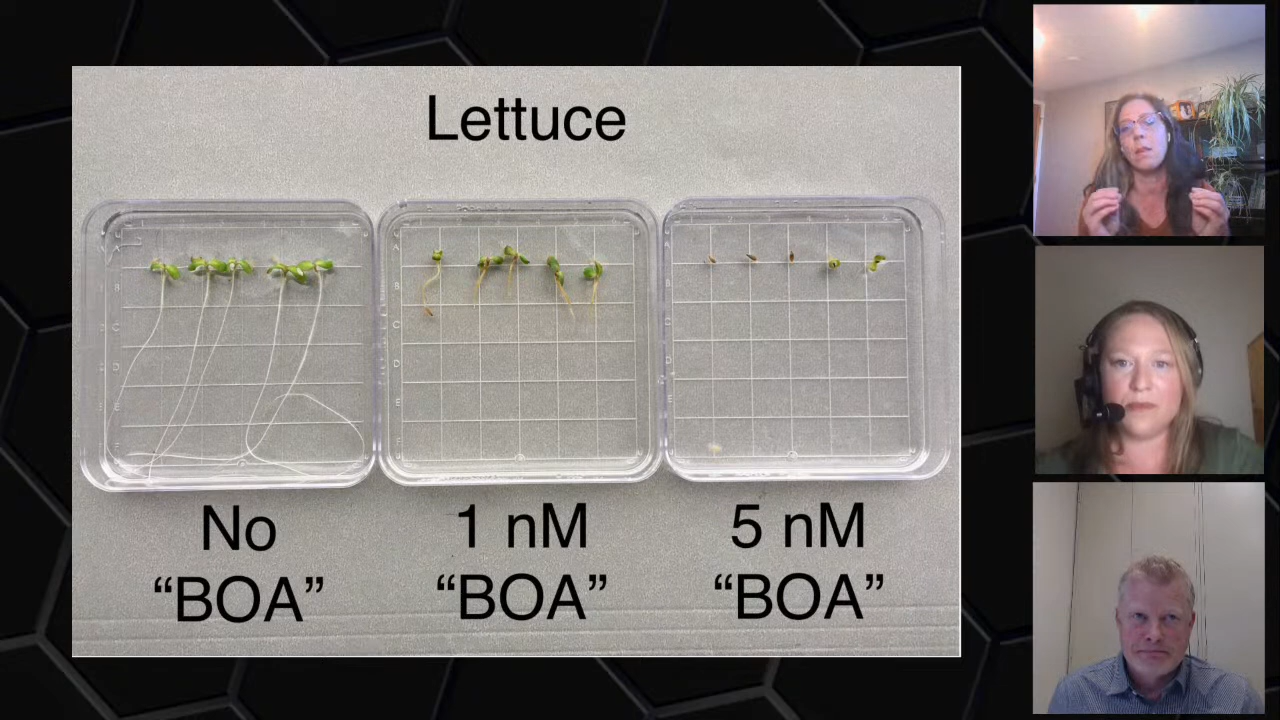 Lettuce
No
“BOA”
1 nM
“BOA”
5 nM
“BOA”